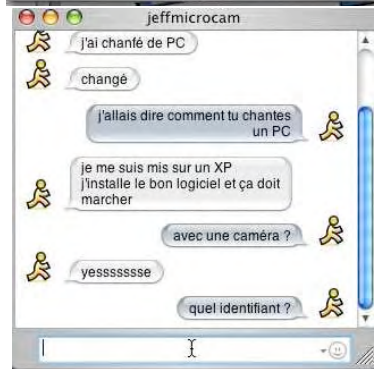 jeffmicrocam
j'ai chanfé de PC
changé
j'allais dire comment tu chantes
un PC
je me suis mis sur un XP
j'installe le bon logiciel et ça doit
marcher
avec une caméra ?
yessssssse
quel identifiant ?